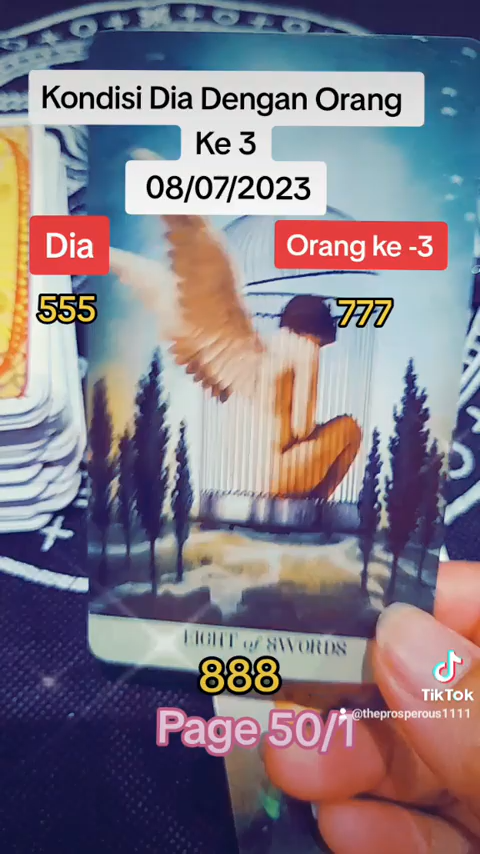 Kondisi Dia Dengan Orang
Ke 3
08/07/2023
Dia
Orang ke -3
555
777
EIGHT of SWORDS
888
Page 50/1
TikTok
@theprosperous1111